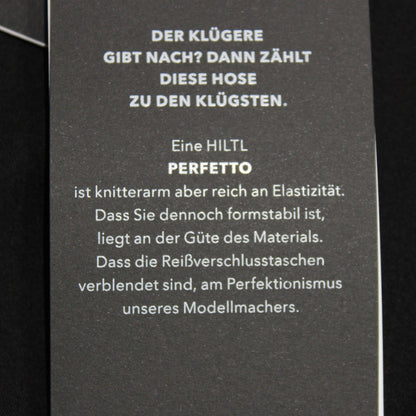 DER KLÜGERE
GIBT NACH? DANN ZÄHLT
DIESE HOSE
ZU DEN KLÜGSTEN.
Eine HILTL
PERFETTO
ist knitterarm aber reich an Elastizität.
Dass Sie dennoch formstabil ist,
liegt an der Güte des Materials.
Dass die Reißverschlusstaschen
verblendet sind, am Perfektionismus
unseres Modellmachers.